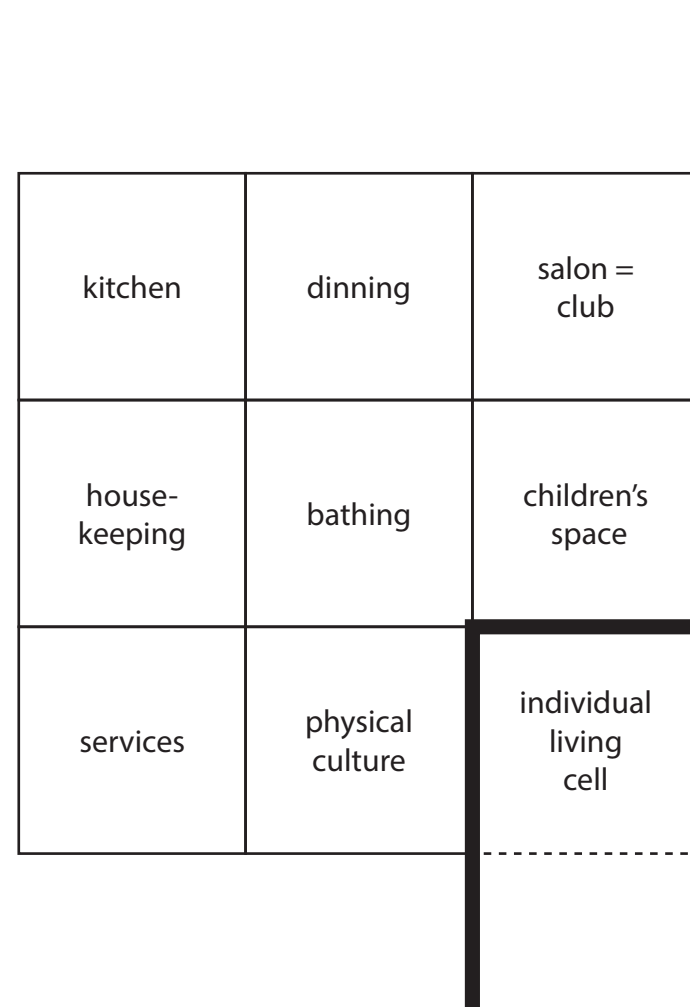 kitchen
dinning
salon =
club
house-
keeping
bathing
children's
space
services
physical
culture
individual
living
cell